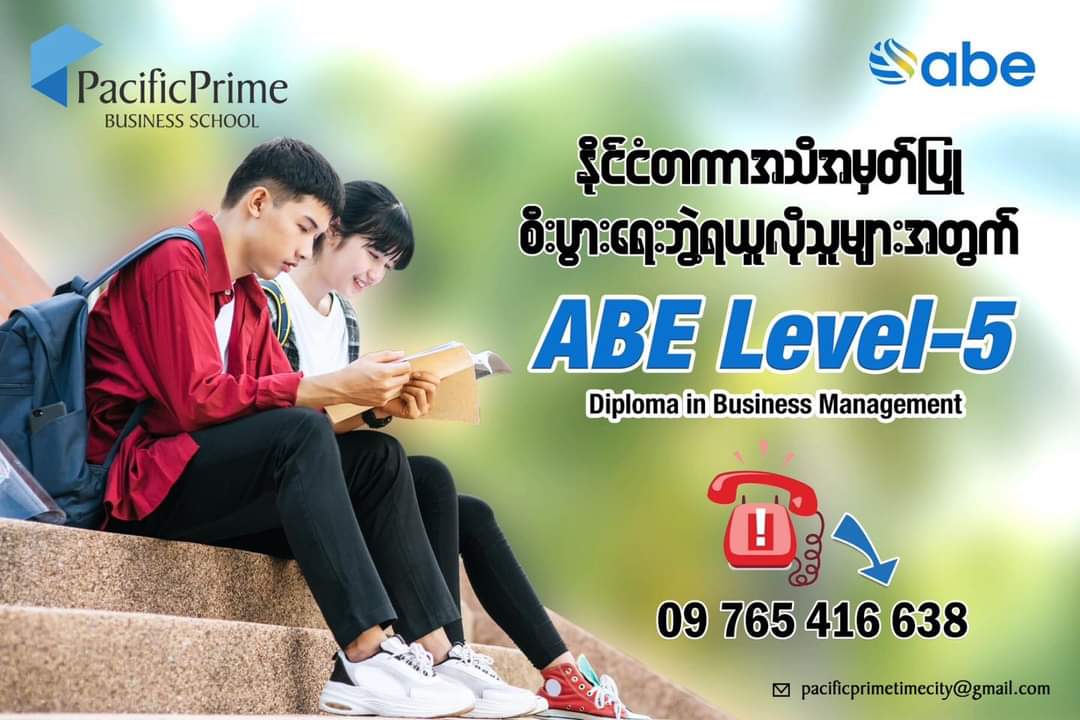 PacificPrime
BUSINESS SCHOOL
abe
နိုင်ငံတကာအသိအမှတ်ပြု
စီးပွားရေးဘွဲ့ရယူလိုသူများအတွက်
ABE Level-5
Diploma in Business Management
!
09 765 416 638
pacificprimetimecity@gmail.com